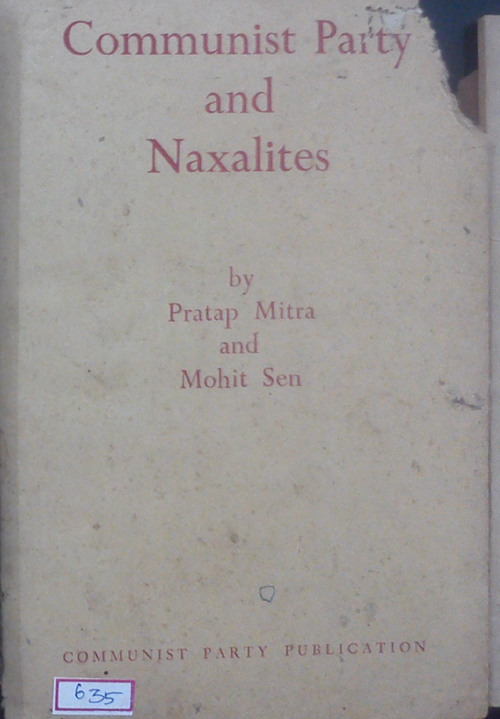 Communist Party
and
Naxalites
by
Pratap Mitra
and
Mohit Sen
COMMUNIST PARTY PUBLICATION
635